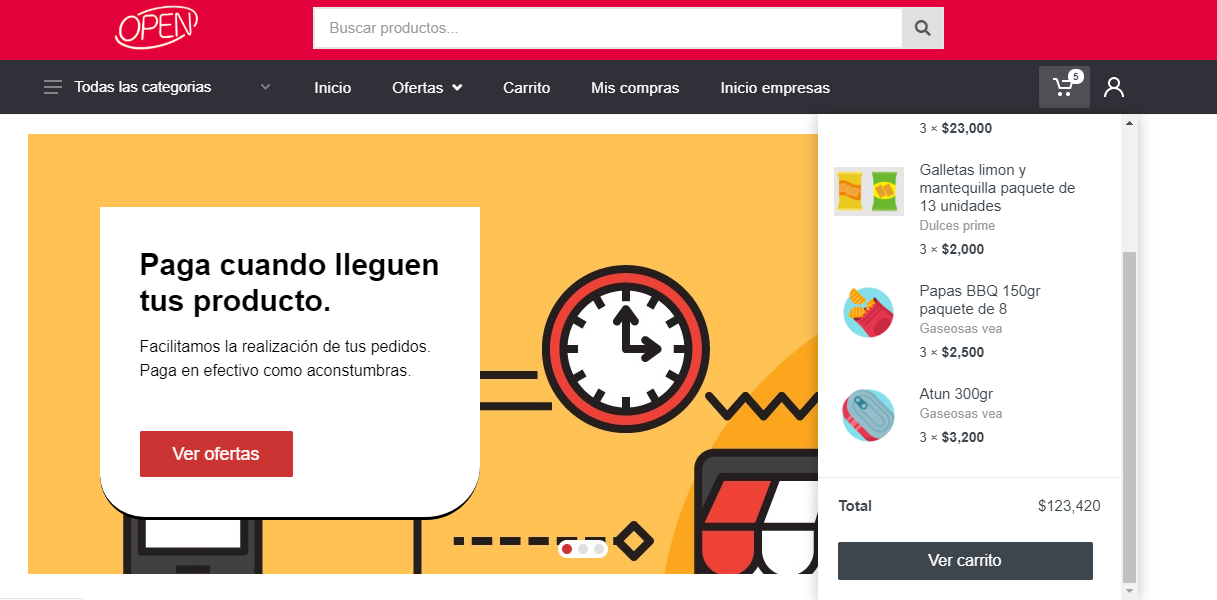 OPEN
Buscar productos...
Todas las categorias
Inicio
Ofertas
Carrito
Mis compras
Inicio empresas
5
Paga cuando lleguen
tus producto.
Facilitamos la realización de tus pedidos.
Paga en efectivo como aconstumbras.
Ver ofertas
3 × $23,000
Galletas limon y
mantequilla paquete de
13 unidades
Dulces prime
3 × $2,000
Papas BBQ 150gr
paquete de 8
Gaseosas vea
3 × $2,500
Atun 300gr
Gaseosas vea
3 × $3,200
Total $123,420
Ver carrito